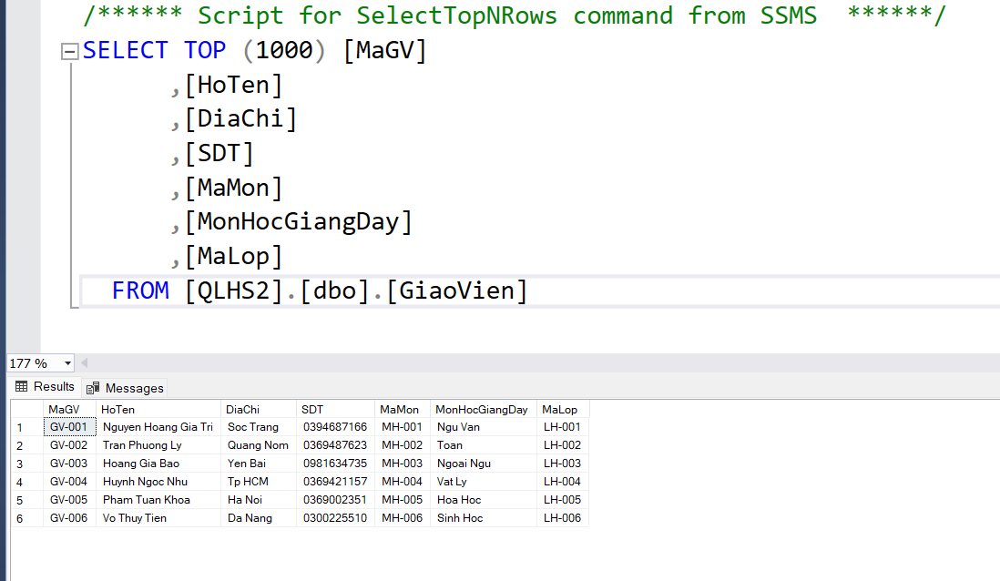 /****** Script for SelectTopNRows command from SSMS  ******/
SELECT TOP (1000) [MaGV]
,[HoTen]
,[DiaChi]
,[SDT]
,[MaMon]
,[MonHocGiangDay]
,[MaLop]
FROM [QLHS2].[dbo].[GiaoVien]
177 %
Results Messages
MaGV HoTen DiaChi SDT MaMon MonHocGiangDay MaLop
1 GV-001 Nguyen Hoang Gia Tri Soc Trang 0394687166 MH-001 Ngu Van LH-001
2 GV-002 Tran Phuong Ly Quang Nom 0369487623 MH-002 Toan LH-002
3 GV-003 Hoang Gia Bao Yen Bai 0981634735 MH-003 Ngoai Ngu LH-003
4 GV-004 Huynh Ngoc Nhu Tp HCM 0369421157 MH-004 Vat Ly LH-004
5 GV-005 Pham Tuan Khoa Ha Noi 0369002351 MH-005 Hoa Hoc LH-005
6 GV-006 Vo Thuy Tien Da Nang 0300225510 MH-006 Sinh Hoc LH-006